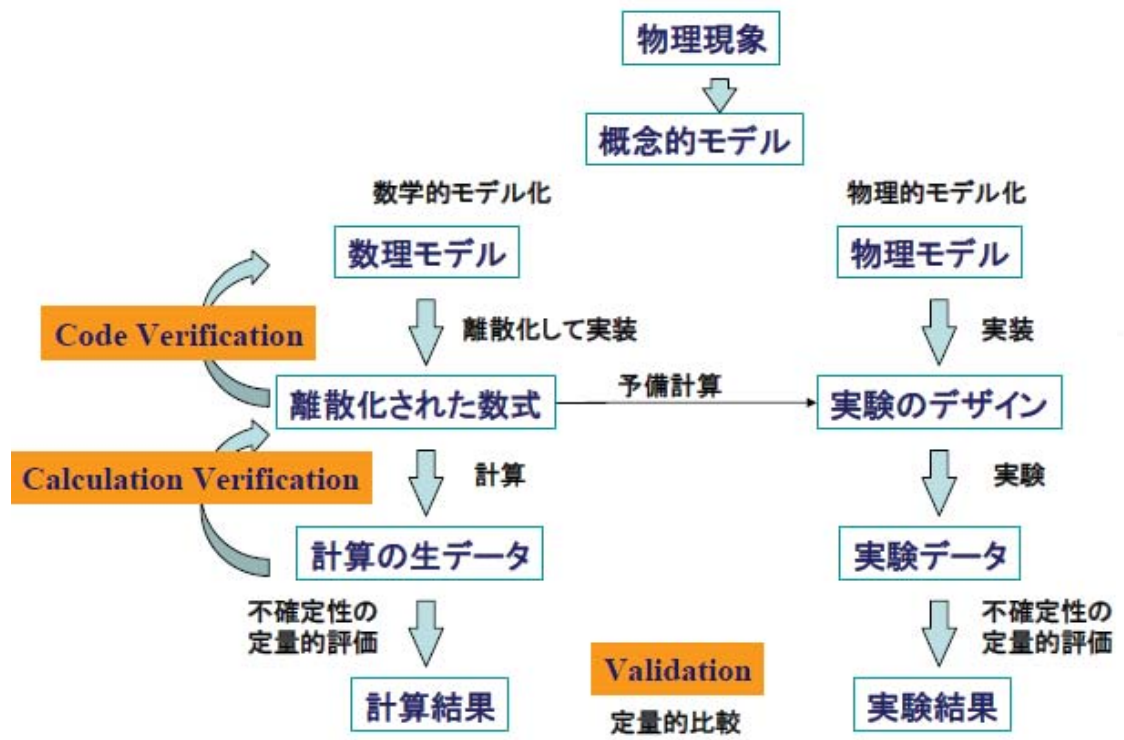 物理現象
概念的モデル
数学的モデル化
物理的モデル化
数理モデル
物理モデル
Code Verification
離散化して実装
実装
離散化された数式
予備計算
実験のデザイン
Calculation Verification
計算
実験
計算の生データ
実験データ
不確定性の
定量的評価
不確定性の
定量的評価
Validation
計算結果
定量的比較
実験結果